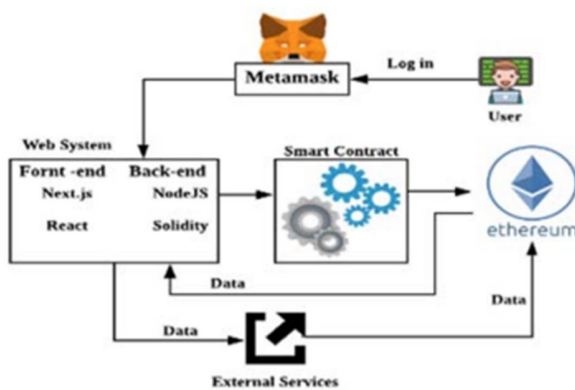 Metamask
Log in
User
Web System
Fornt -end Back-end
Next.js NodeJS
React Solidity
Smart Contract
ethereum
Data
Data
Data
External Services